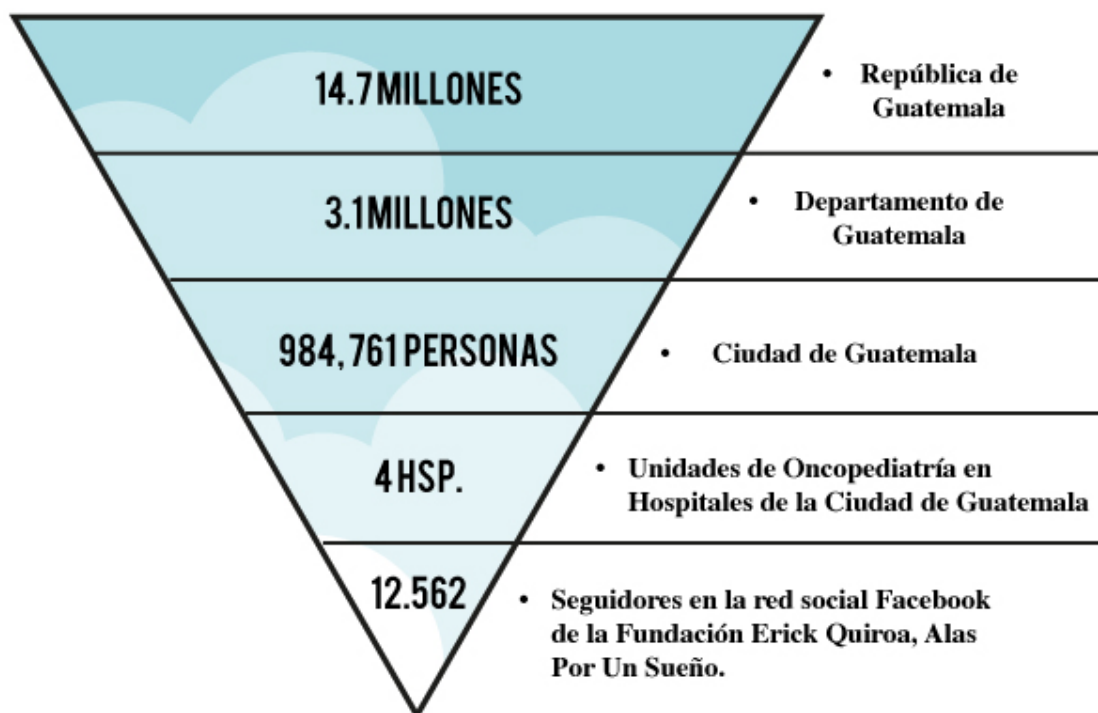 14.7 MILLONES
• República de
Guatemala
3.1 MILLONES
• Departamento de
Guatemala
984,761 PERSONAS
• Ciudad de Guatemala
4 HSP.
• Unidades de Oncopediatría en
Hospitales de la Ciudad de Guatemala
12.562
• Seguidores en la red social Facebook
de la Fundación Erick Quiroa, Alas
Por Un Sueño.